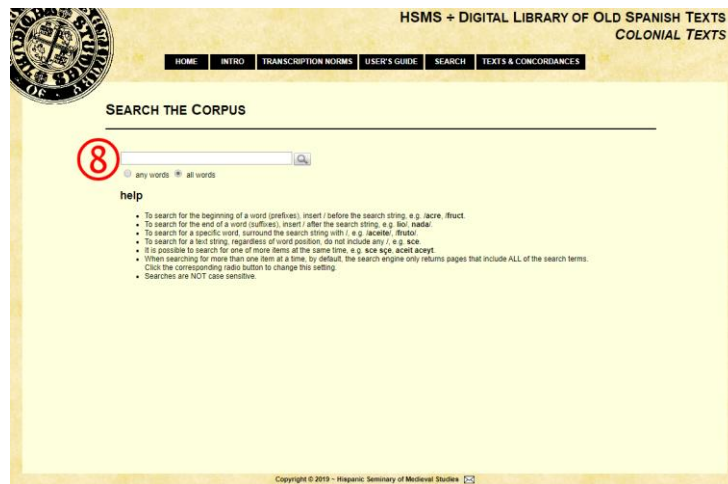 HSMS ÷ DIGITAL LIBRARY OF OLD SPANISH TEXTS
COLONIAL TEXTS
HOME INTRO TRANSCRIPTION NORMS USER'S GUIDE SEARCH TEXTS & CONCORDANCES
SEARCH THE CORPUS
8
any words all words
help
To search for the beginning of a word (prefixes), insert / before the search string, e.g. /acre, /fruct.
To search for the end of a word (suffixes), insert / after the search string, e.g. lio/, nada/.
To search for a specific word, surround the search string with /, e.g. /aceite/, /fruto/.
To search for a text string, regardless of word position, do not include any /, e.g. sce.
It is possible to search for one of more items at the same time, e.g. sce sçe, aceit aceyt.
When searching for more than one item at a time, by default, the search engine only returns pages that include ALL of the search terms.
Click the corresponding radio button to change this setting.
Searches are NOT case sensitive.
Copyright © 2019 ~ Hispanic Seminary of Medieval Studies